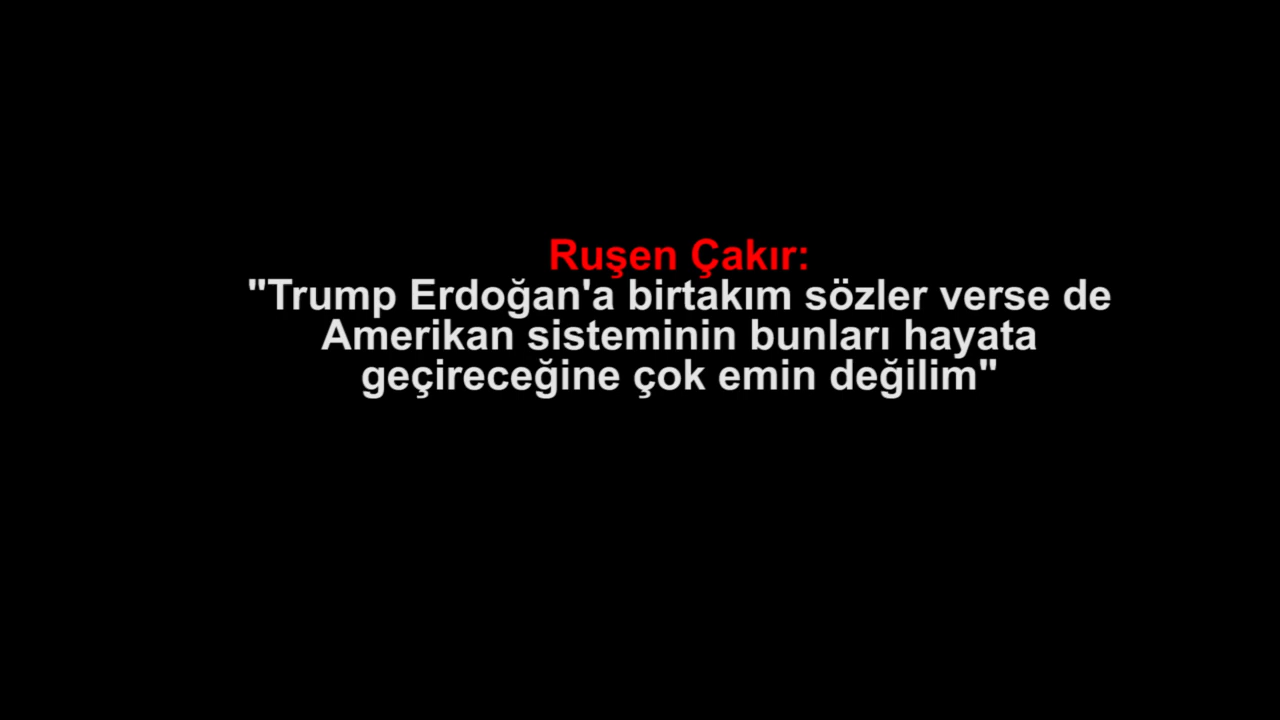 Ruşen Çakır:
"Trump Erdoğan'a birtakım sözler verse de
Amerikan sisteminin bunları hayata
geçireceğine çok emin değilim"